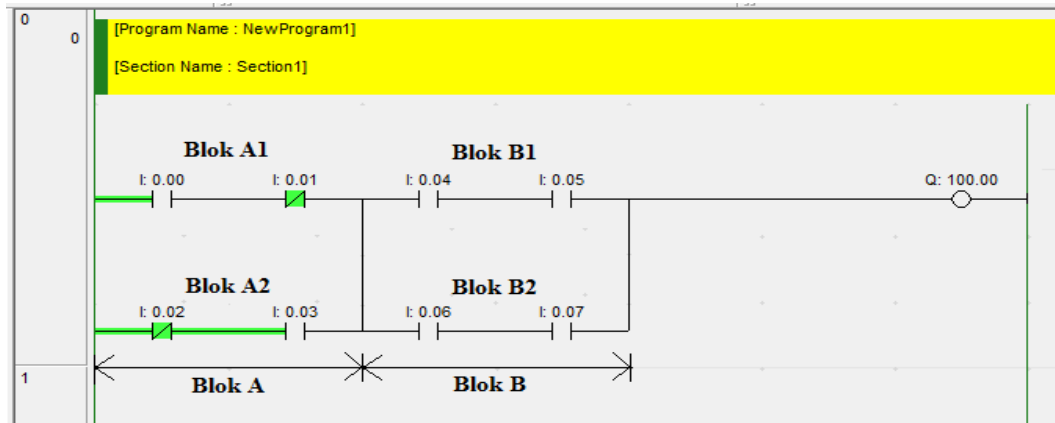 0
0
[Program Name : NewProgram1]
[Section Name : Section1]
Blok A1
Blok B1
I: 0.00
I: 0.01
I: 0.04
I: 0.05
Q: 100.00
Blok A2
Blok B2
I: 0.02
I: 0.03
I: 0.06
I: 0.07
1
Blok A
Blok B